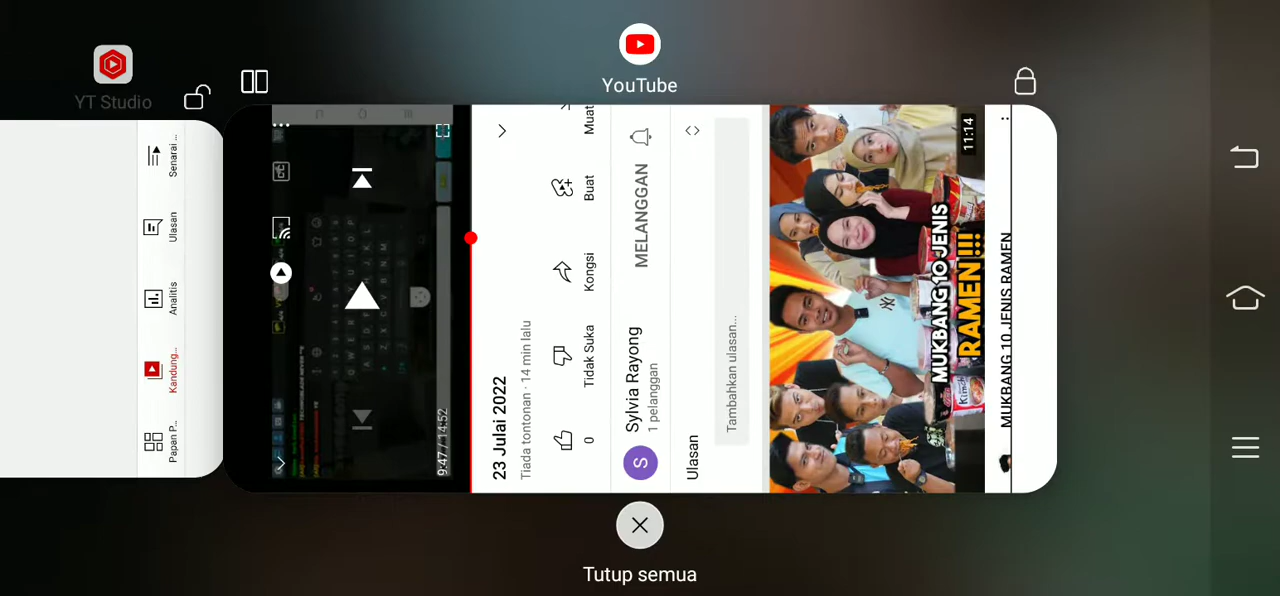 YT Studio
YouTube
Senarai ...
Ulasan
Analitis
Kandung...
Papan P...
9:47 / 14:52
23 Julai 2022
Tiada tontonan · 14 min lalu
0
Tidak Suka
Kongsi
Buat
Muat
S
Sylvia Rayong
1 pelanggan
MELANGGAN
Ulasan
Tambahkan ulasan...
11:14
MUKBANG 10 JENIS
RAMEN !!!
MUKBANG 10 JENIS RAMEN
Tutup semua